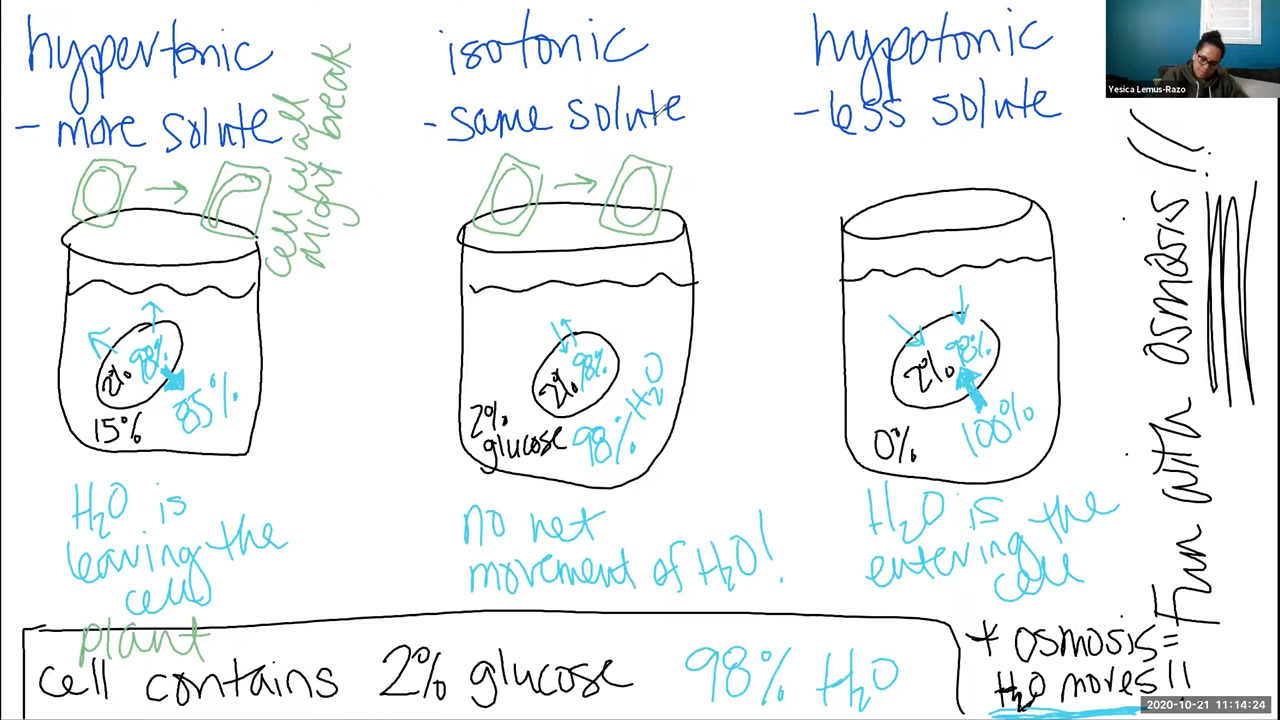 hypertonic
- more solute
cell wall
might break
2%
98%
15%
85%
H₂O is
leaving the
cells
isotonic
- same solute
2%
98%
2%
glucose
98% H₂O
no net
movement of H₂O!
hypotonic
- less solute
2%
98%
0%
100%
H₂O is
entering the
cell
Fun with osmosis!!
plant
cell contains 2% glucose 98% H₂O
+ osmosis=
H₂O moves!!
Yesica Lemus-Razo
2020-10-21 11:14:24